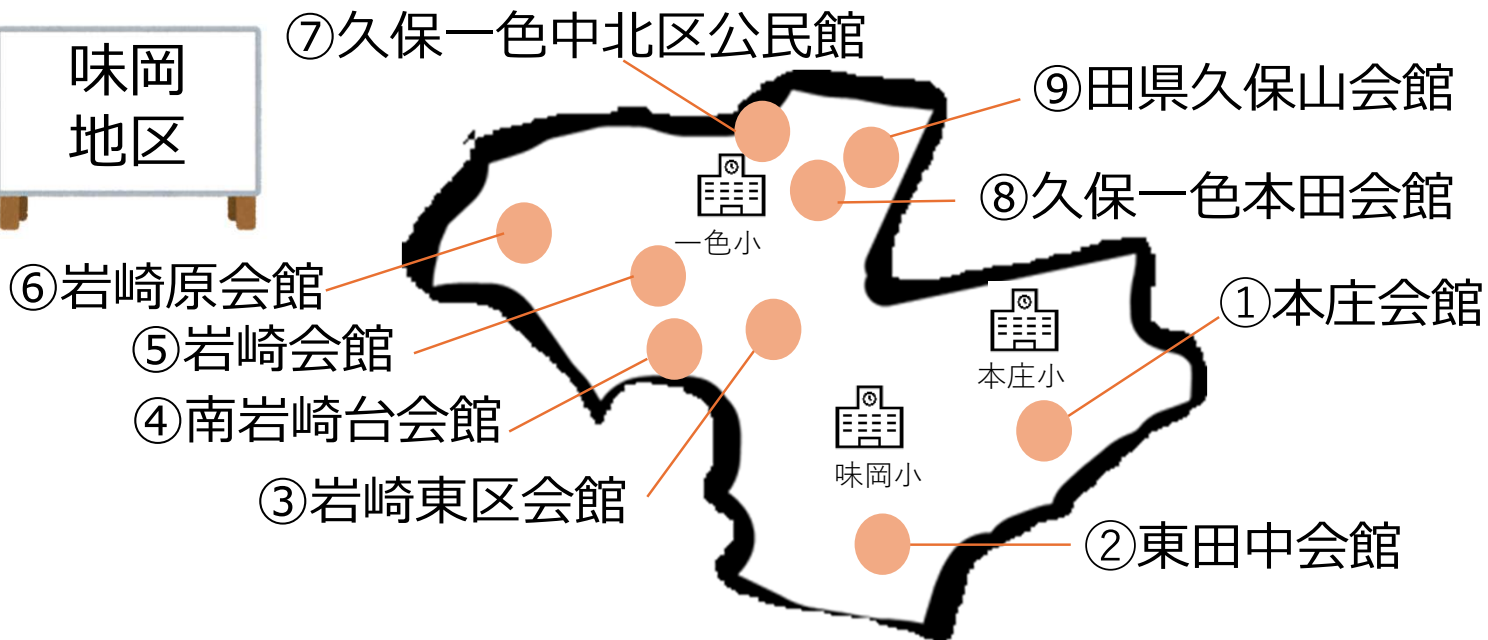 味岡
地区
⑦久保一色中北区公民館
⑨田県久保山会館
⑧久保一色本田会館
一色小
⑥岩崎原会館
①本庄会館
⑤岩崎会館
本庄小
④南岩崎台会館
味岡小
③岩崎東区会館
②東田中会館